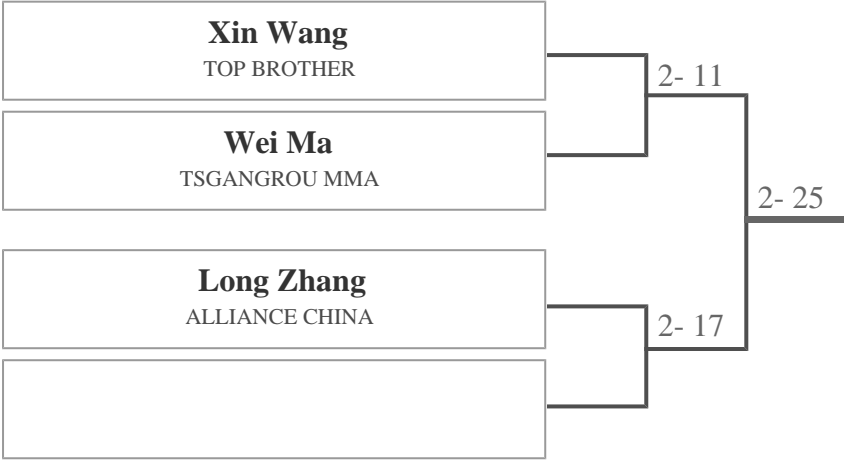 Xin Wang
TOP BROTHER
2- 11
Wei Ma
TSGANGROU MMA
2- 25
Long Zhang
ALLIANCE CHINA
2- 17